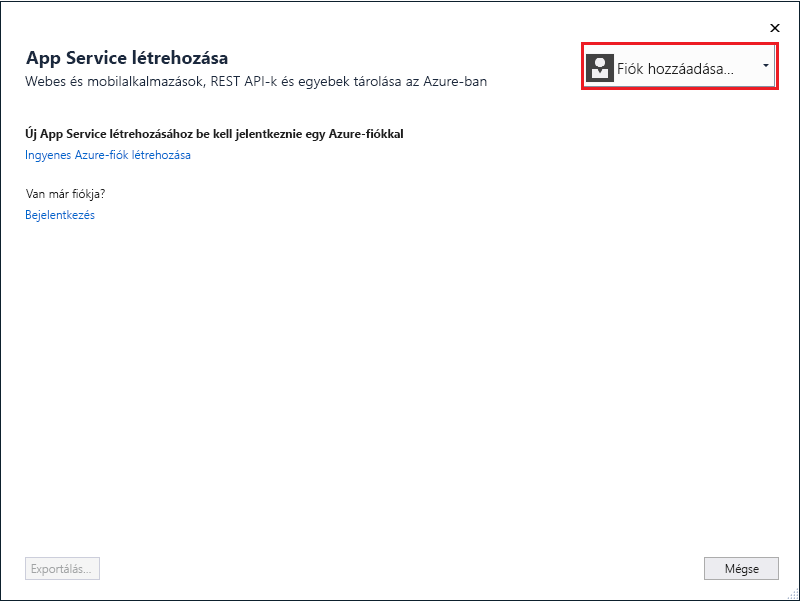 App Service létrehozása
Webes és mobilalkalmazások, REST API-k és egyebek tárolása az Azure-ban
Fiók hozzáadása...
Új App Service létrehozásához be kell jelentkeznie egy Azure-fiókkal
Ingyenes Azure-fiók létrehozása
Van már fiókja?
Bejelentkezés
Exportálás...
Mégse